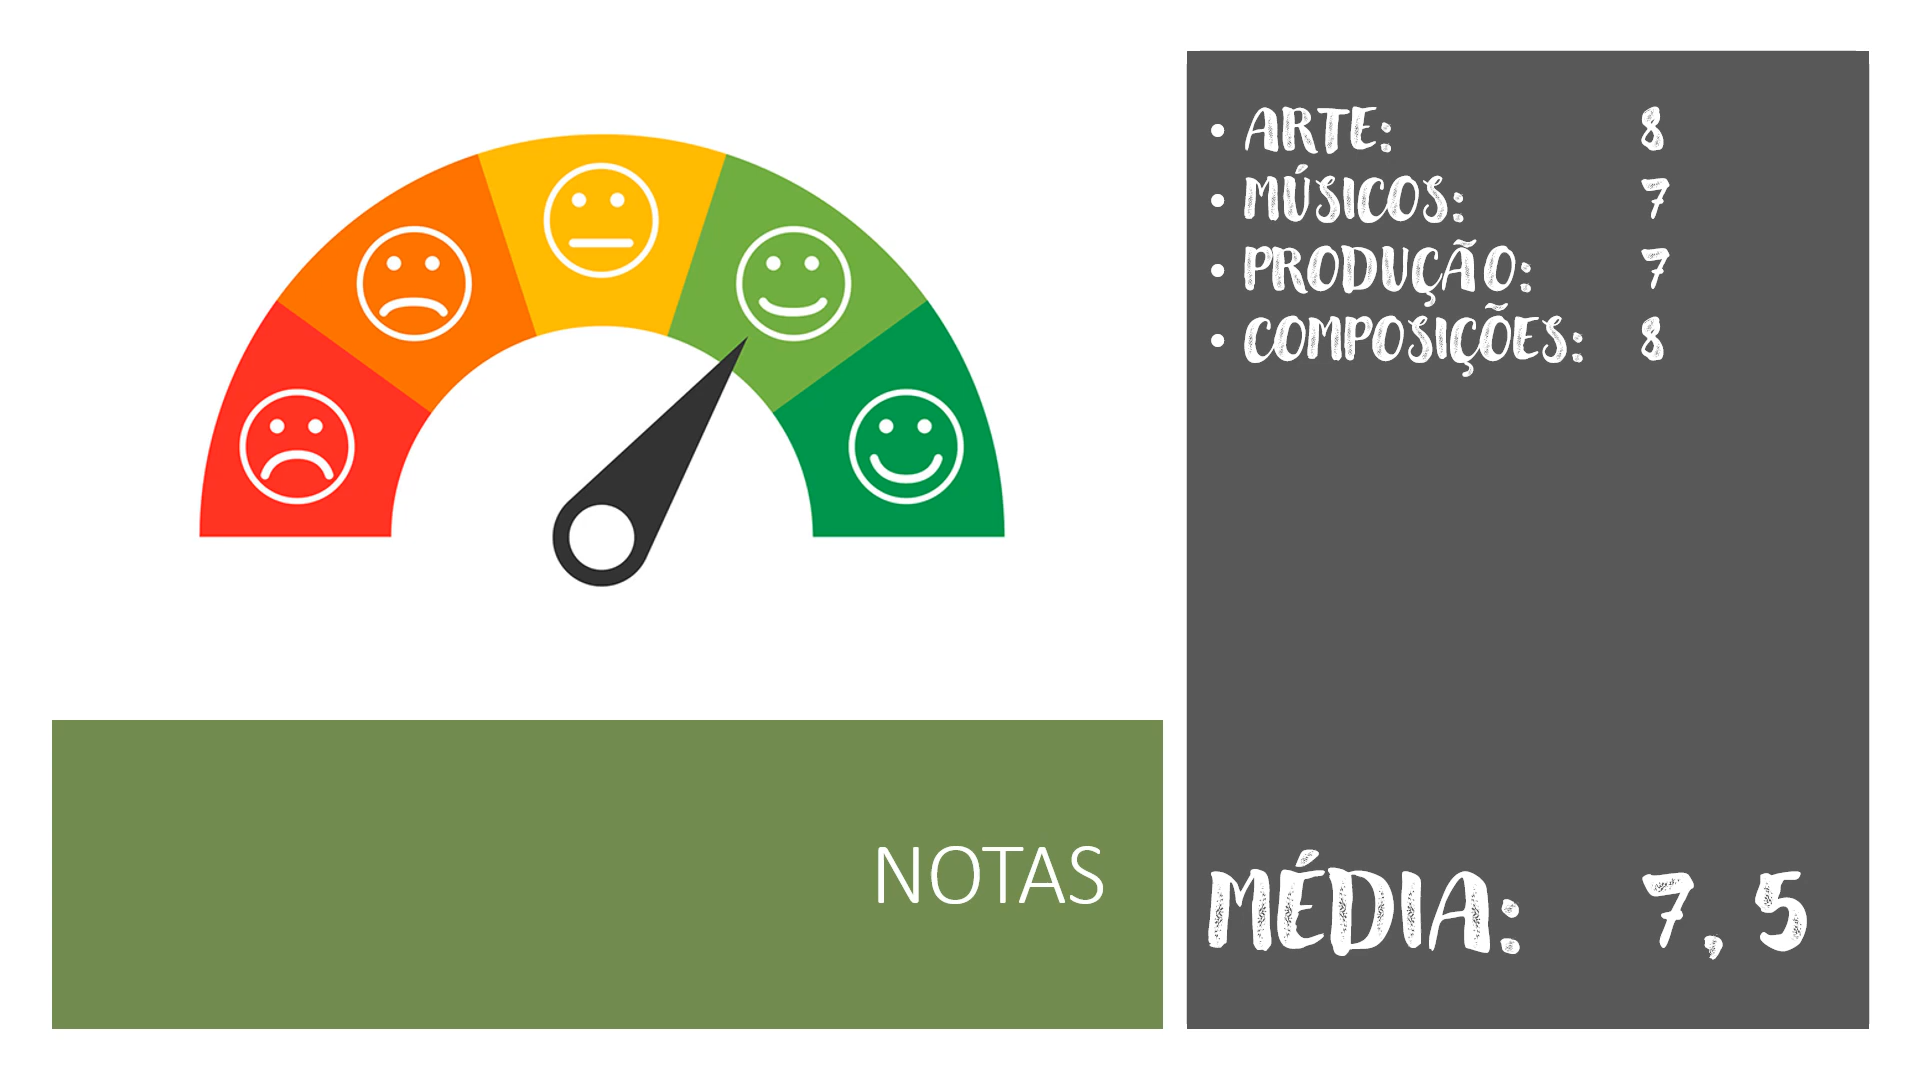 • ARTE: 8
• MÚSICOS: 7
• PRODUÇÃO: 7
• COMPOSIÇÕES: 8
MÉDIA: 7, 5
NOTAS